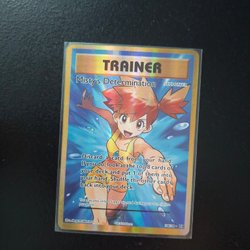 TRAINER
Misty's Determination
SUPPORTER
Discard a card from your hand.
If you do, look at the top 8 cards of
your deck and put 1 of them into
your hand. Shuffle the other cards
back into your deck.